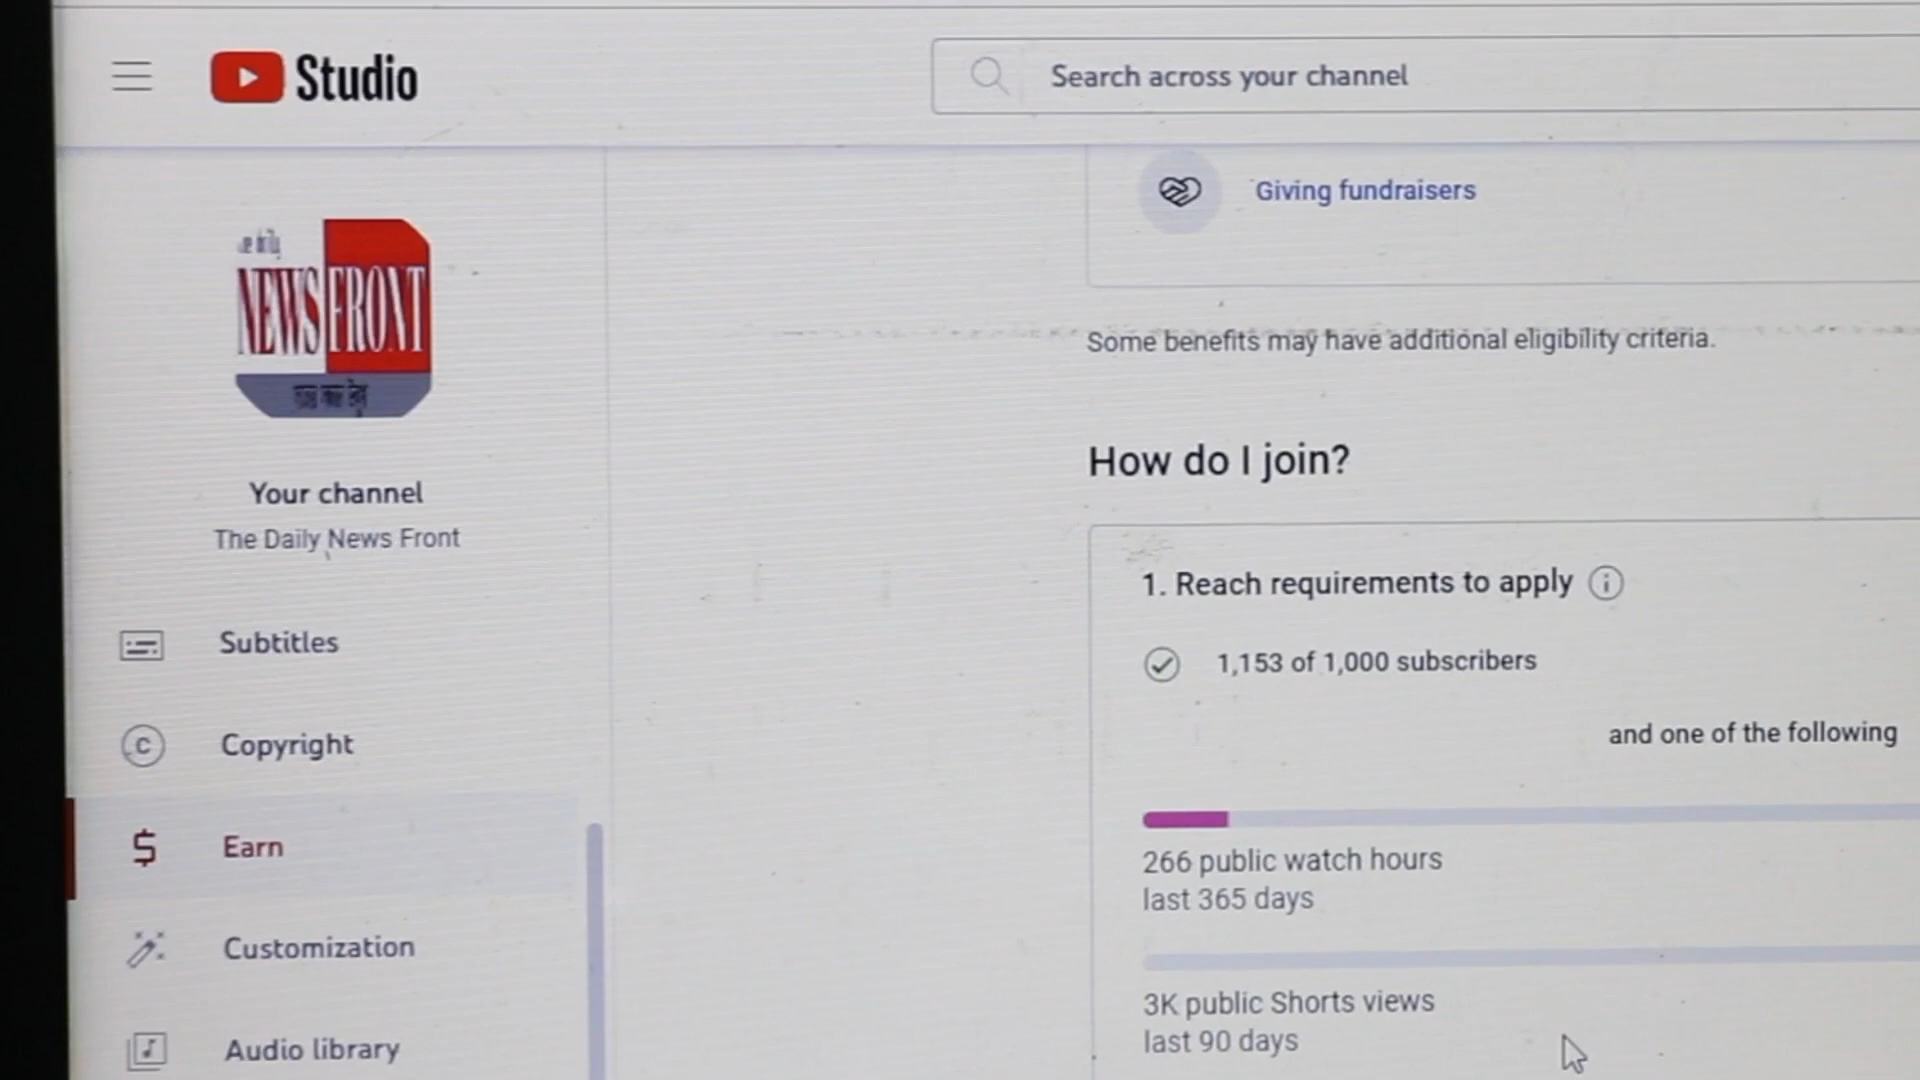 Studio
Search across your channel
Giving fundraisers
NEWS FRONT
Some benefits may have additional eligibility criteria.
How do I join?
Your channel
The Daily News Front
1. Reach requirements to apply
Subtitles
1,153 of 1,000 subscribers
Copyright
and one of the following
Earn
266 public watch hours
last 365 days
Customization
3K public Shorts views
last 90 days
Audio library